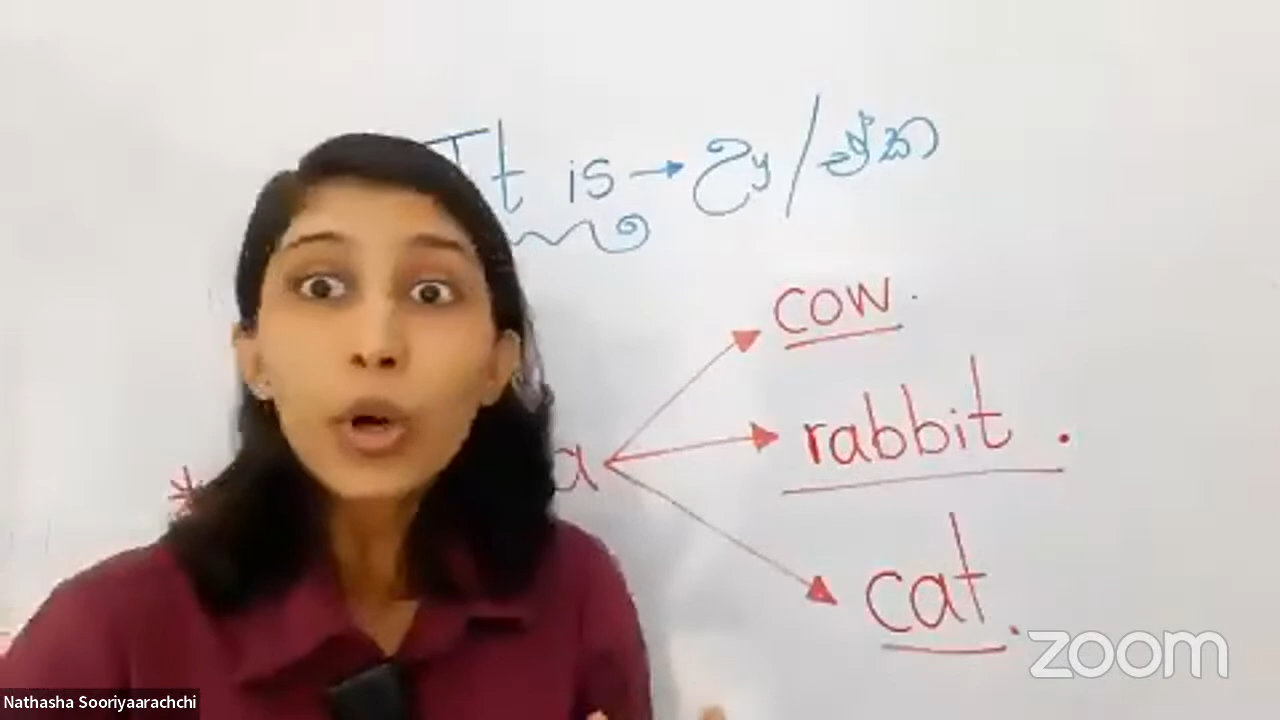 It is → ඌ / ඒක
cow.
a
rabbit.
cat.
zoom
Nathasha Sooriyaarachchi